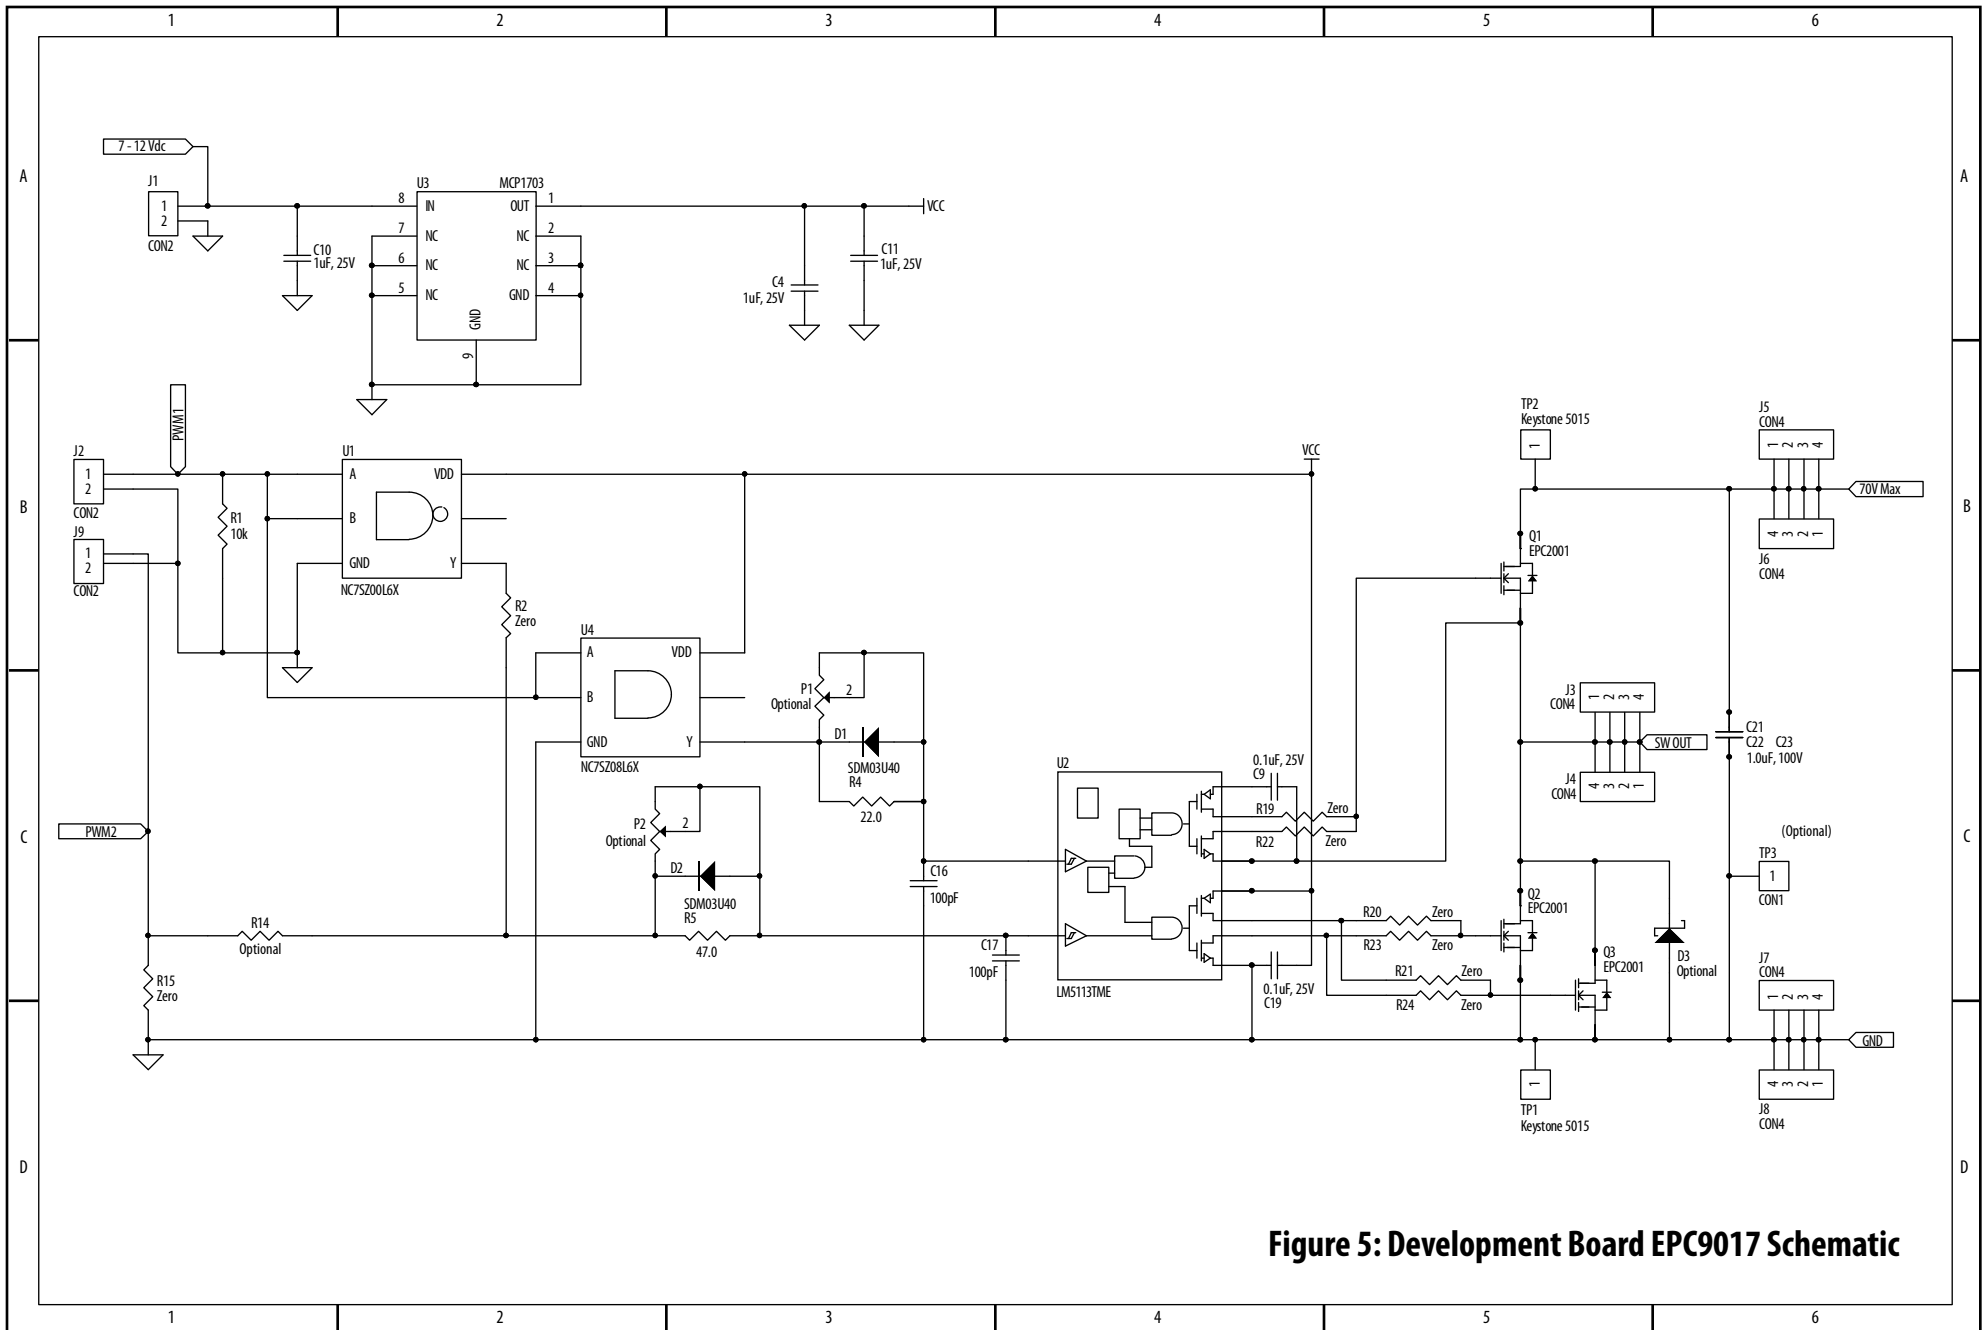 1 2 3 4 5 6
A A
7 - 12 Vdc
J1
1
2
CON2
C10
1uF, 25V
U3 MCP1703
8 IN OUT 1
7 NC NC 2
6 NC NC 3
5 NC GND 4
GND
9
VCC
C4
1uF, 25V
C11
1uF, 25V
B B
PWM1
J2
1
2
CON2
J9
1
2
CON2
R1
10k
U1
A VDD
B
GND Y
NC7SZ00L6X
R2
Zero
U4
A VDD
B
GND Y
NC7SZ08L6X
VCC
TP2
Keystone 5015
1
J5
CON4
1 2 3 4
70V Max
4 3 2 1
J6
CON4
Q1
EPC2001
C C
P1
Optional
2
D1
SDM03U40
R4
22.0
P2
Optional
2
D2
SDM03U40
R5
47.0
C16
100pF
C17
100pF
U2
LM5113TME
0.1uF, 25V
C9
R19 Zero
R22 Zero
R20 Zero
R23 Zero
R21 Zero
R24 Zero
0.1uF, 25V
C19
J3
CON4
1 2 3 4
SW OUT
J4
CON4
4 3 2 1
C21
C22 C23
1.0uF, 100V
(Optional)
TP3
1
CON1
Q2
EPC2001
Q3
EPC2001
D3
Optional
PWM2
R14
Optional
R15
Zero
J7
CON4
1 2 3 4
GND
4 3 2 1
J8
CON4
1
TP1
Keystone 5015
D D
Figure 5: Development Board EPC9017 Schematic
1 2 3 4 5 6